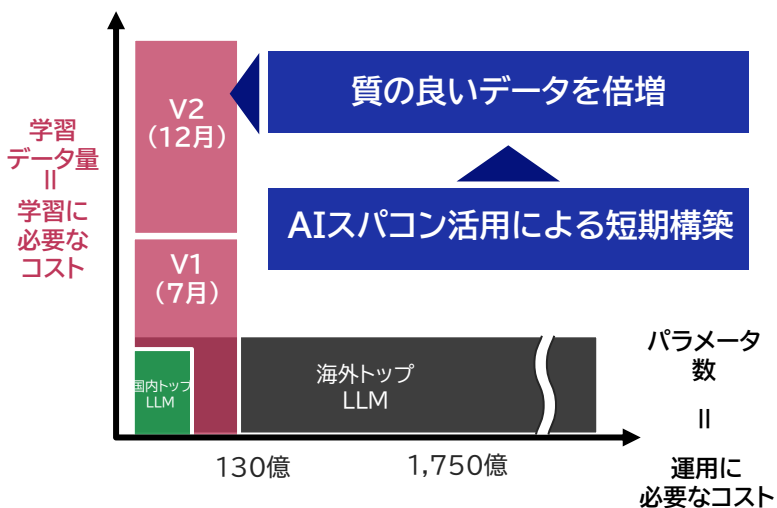 質の良いデータを倍増
AIスパコン活用による短期構築
V2
(12月)
V1
(7月)
学習
データ量
=
学習に
必要な
コスト
国内トップ
LLM
海外トップ
LLM
130億
1,750億
パラメータ
数
=
運用に
必要なコスト